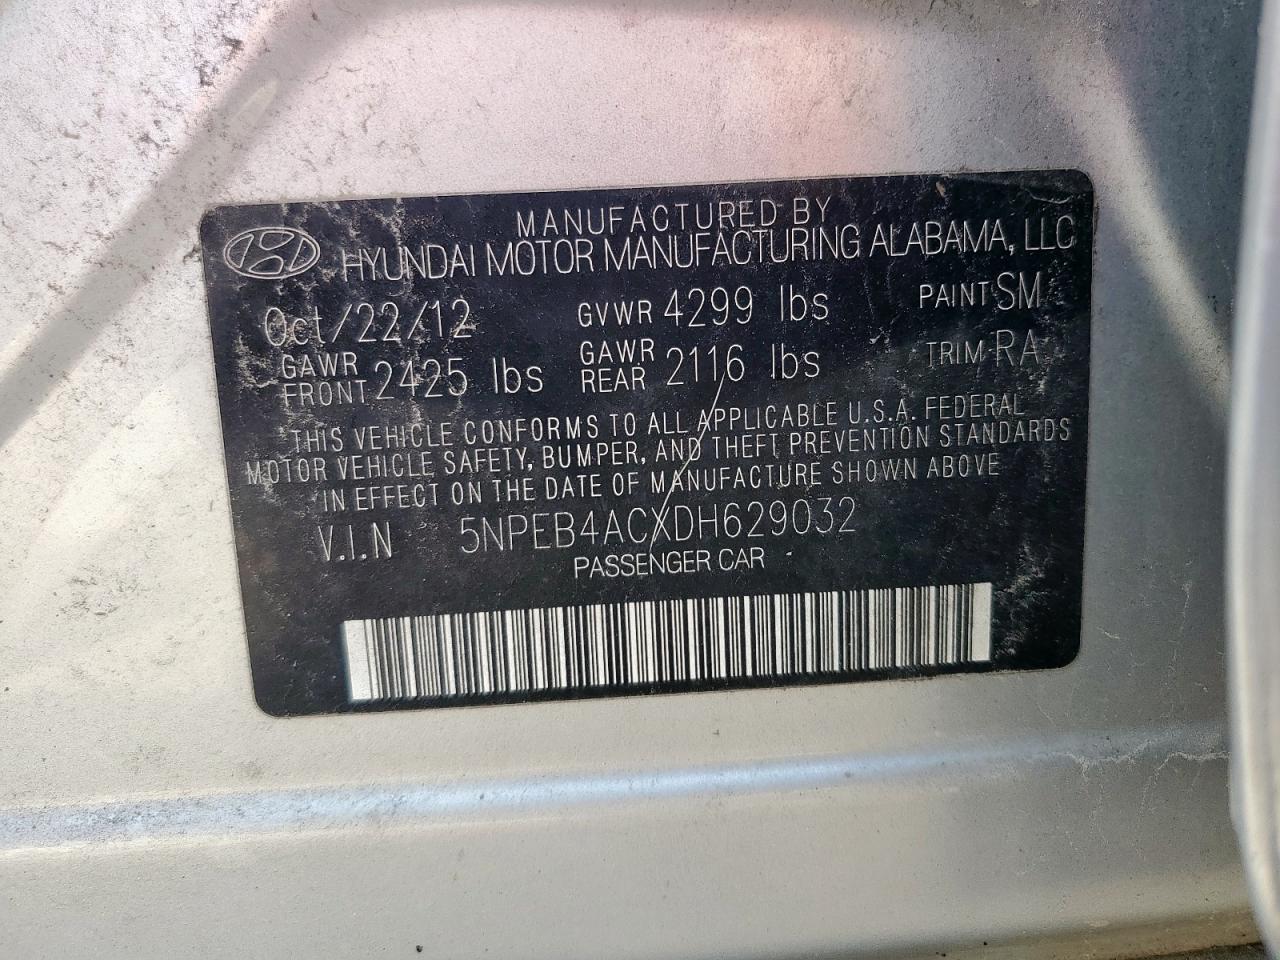 MANUFACTURED BY
HYUNDAI MOTOR MANUFACTURING ALABAMA, LLC
Oct/22/12 GVWR 4299 lbs PAINT SM
GAWR FRONT 2425 lbs GAWR REAR 2116 lbs TRIM RA
THIS VEHICLE CONFORMS TO ALL APPLICABLE U.S.A. FEDERAL
MOTOR VEHICLE SAFETY, BUMPER, AND THEFT PREVENTION STANDARDS
IN EFFECT ON THE DATE OF MANUFACTURE SHOWN ABOVE
V.I.N 5NPEB4ACXDH629032
PASSENGER CAR